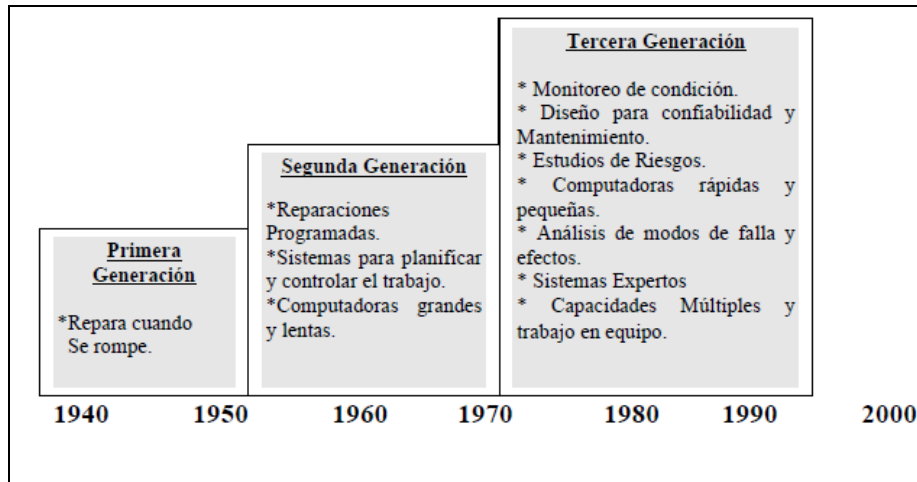 Primera
Generación
*Repara cuando
Se rompe.
Segunda Generación
*Reparaciones
Programadas.
*Sistemas para planificar
y controlar el trabajo.
*Computadoras grandes
y lentas.
Tercera Generación
* Monitoreo de condición.
* Diseño para confiabilidad y
Mantenimiento.
* Estudios de Riesgos.
* Computadoras rápidas y
pequeñas.
* Análisis de modos de falla y
efectos.
* Sistemas Expertos
* Capacidades Múltiples y
trabajo en equipo.
1940 1950 1960 1970 1980 1990 2000